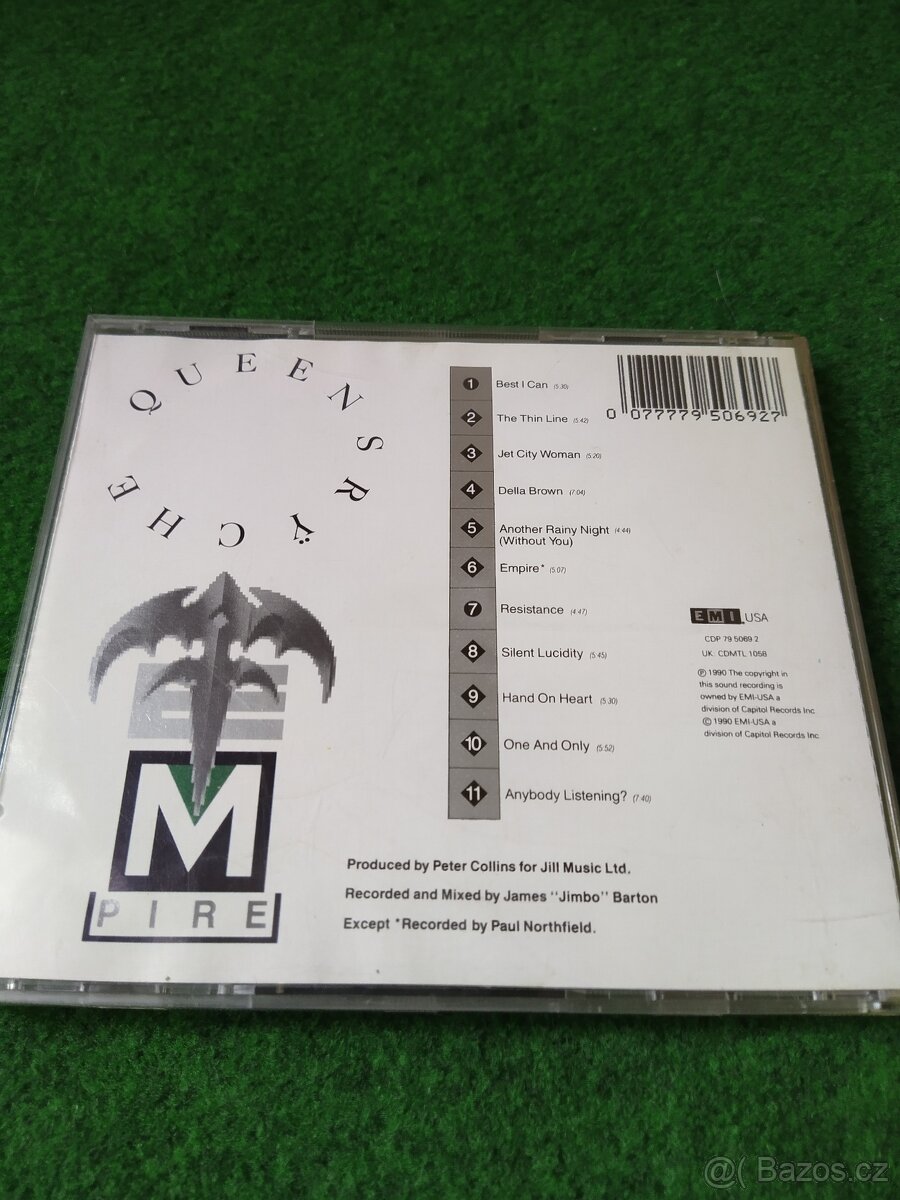 QUEENSRŸCHE
E
M
PIRE
1 Best I Can (5:30)
2 The Thin Line (5:42)
3 Jet City Woman (5:20)
4 Della Brown (7:04)
5 Another Rainy Night (4:44)
(Without You)
6 Empire* (5:07)
7 Resistance (4:47)
8 Silent Lucidity (5:45)
9 Hand On Heart (5:30)
10 One And Only (5:52)
11 Anybody Listening? (7:40)
0 077779 506927
EMI USA
CDP 79 5069 2
UK: CDMTL 1058
℗ 1990 The copyright in
this sound recording is
owned by EMI-USA a
division of Capitol Records Inc
© 1990 EMI-USA a
division of Capitol Records Inc
Produced by Peter Collins for Jill Music Ltd.
Recorded and Mixed by James "Jimbo" Barton
Except *Recorded by Paul Northfield.
@( Bazos.cz